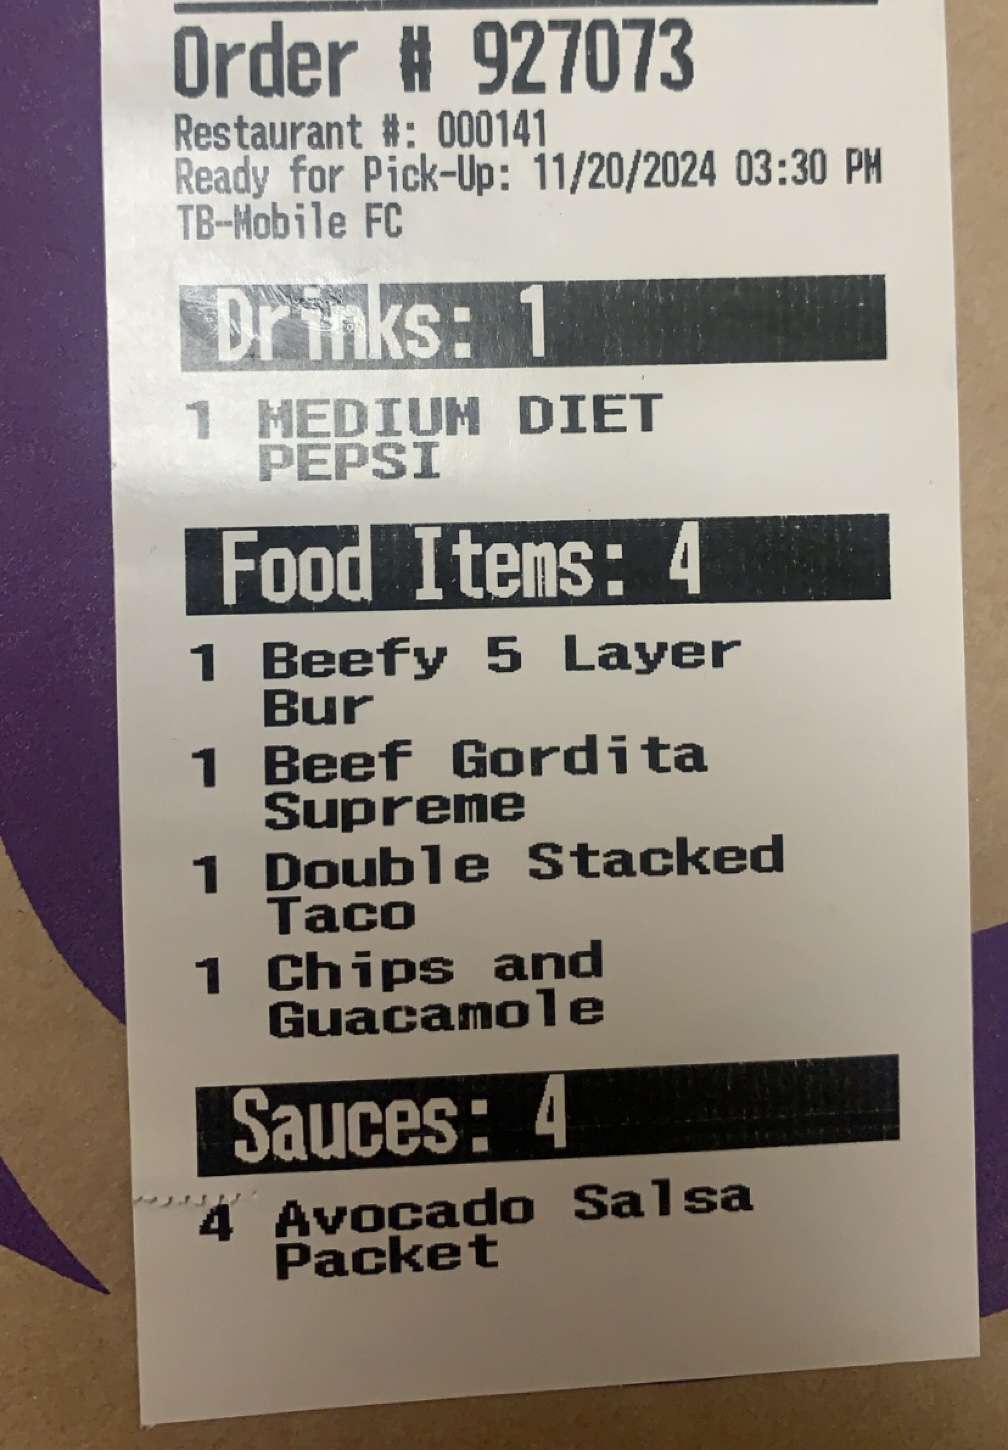 Order # 927073
Restaurant #: 000141
Ready for Pick-Up: 11/20/2024 03:30 PM
TB-Mobile FC
Drinks: 1
1 MEDIUM DIET
PEPSI
Food Items: 4
1 Beefy 5 Layer
Bur
1 Beef Gordita
Supreme
1 Double Stacked
Taco
1 Chips and
Guacamole
Sauces: 4
4 Avocado Salsa
Packet